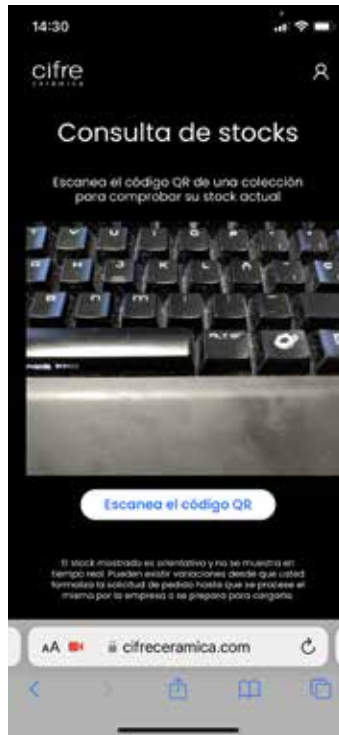 14:30
cifre
cerámica
Consulta de stocks
Escanea el código QR de una colección
para comprobar su stock actual
Escanea el código QR
El stock mostrado es orientativo y no se muestra en
tiempo real. Pueden existir variaciones desde que usted
formaliza la solicitud de pedido hasta que se procese el
mismo por la empresa o se prepara para cargarlo.
AA
cifreceramica.com